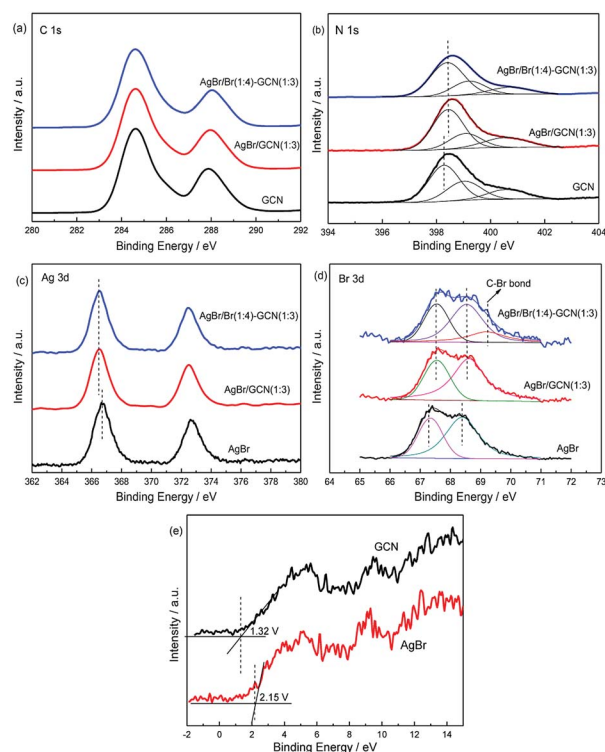 (a) C 1s
AgBr/Br(1:4)-GCN(1:3)
AgBr/GCN(1:3)
GCN
Intensity / a.u.
280 282 284 286 288 290 292
Binding Energy / eV
(b) N 1s
AgBr/Br(1:4)-GCN(1:3)
AgBr/GCN(1:3)
GCN
Intensity / a.u.
394 396 398 400 402 404
Binding Energy / eV
(c) Ag 3d
AgBr/Br(1:4)-GCN(1:3)
AgBr/GCN(1:3)
AgBr
Intensity / a.u.
362 364 366 368 370 372 374 376 378 380
Binding Energy / eV
(d) Br 3d
C-Br bond
AgBr/Br(1:4)-GCN(1:3)
AgBr/GCN(1:3)
AgBr
Intensity / a.u.
64 65 66 67 68 69 70 71 72 73
Binding Energy / eV
(e)
GCN
1.32 V
AgBr
2.15 V
Intensity / a.u.
-2 0 2 4 6 8 10 12 14
Binding Energy / eV